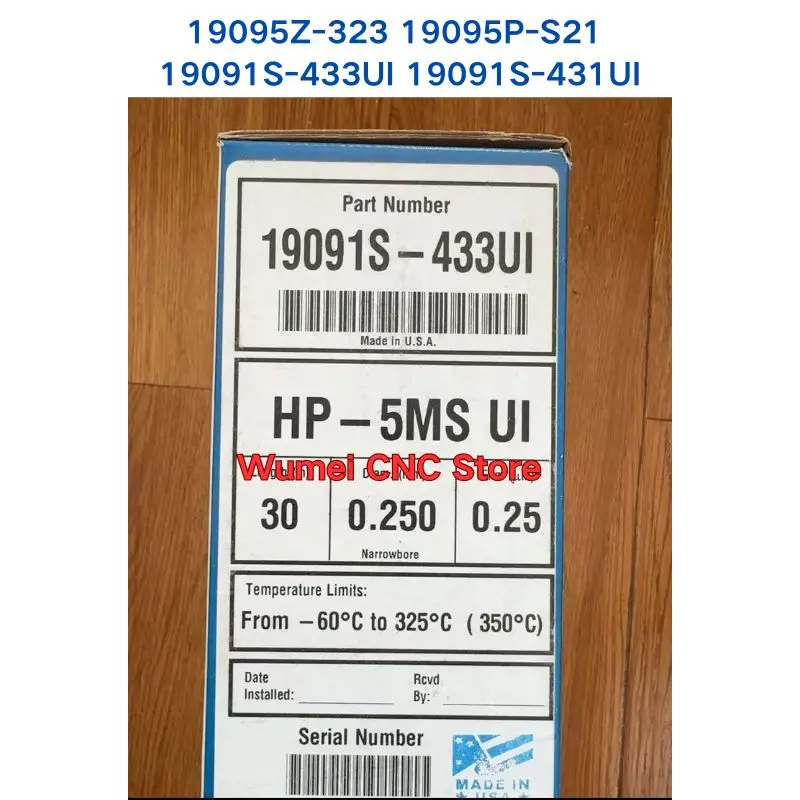 19095Z-323 19095P-S21
19091S-433UI 19091S-431UI
Part Number
19091S-433UI
Made in U.S.A.
HP-5MS UI
Wumei CNC Store
30 0.250 0.25
Narrowbore
Temperature Limits:
From -60°C to 325°C (350°C)
Date Rcvd
Installed: By:
Serial Number
MADE IN
USA